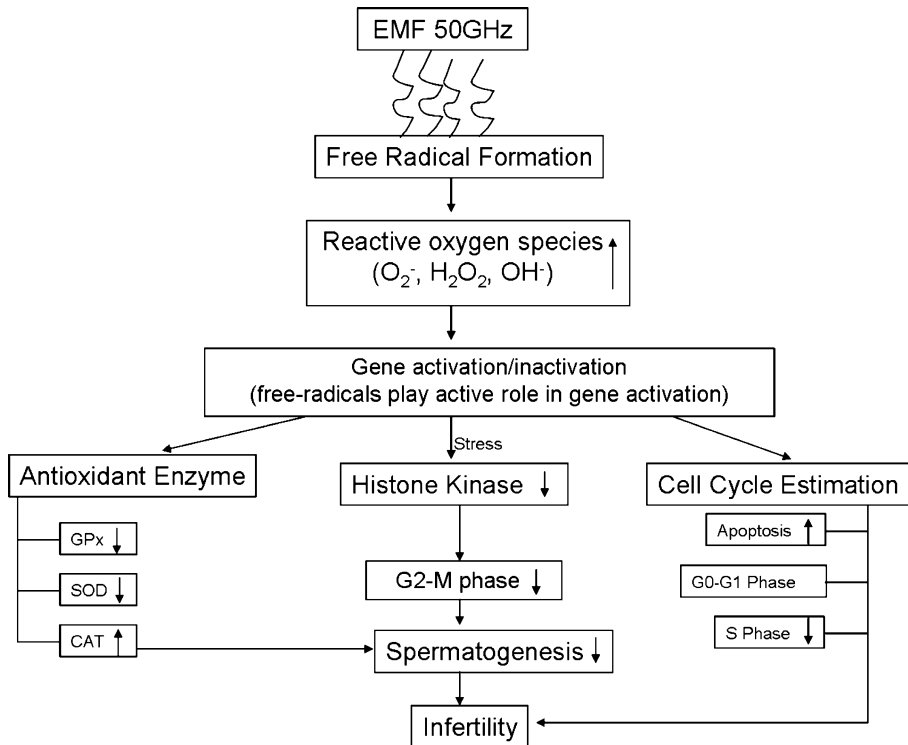 EMF 50GHz
Free Radical Formation
Reactive oxygen species
(O₂⁻, H₂O₂, OH⁻)
Gene activation/inactivation
(free-radicals play active role in gene activation)
Stress
Antioxidant Enzyme
Histone Kinase
Cell Cycle Estimation
GPx
Apoptosis
SOD
G2-M phase
G0-G1 Phase
CAT
Spermatogenesis
S Phase
Infertility